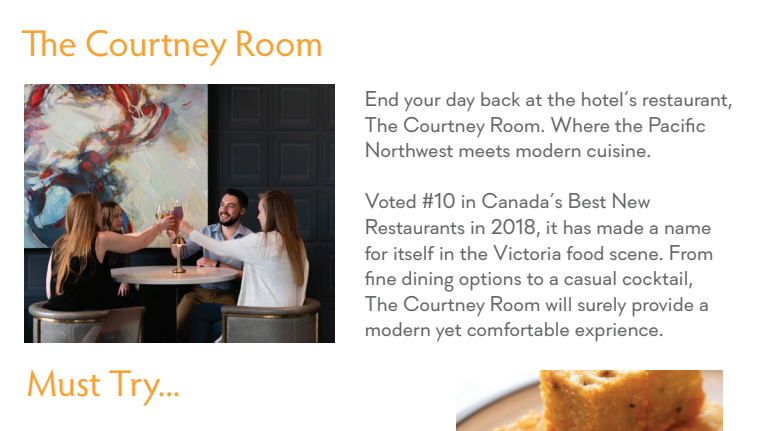 The Courtney Room
End your day back at the hotel's restaurant,
The Courtney Room. Where the Pacific
Northwest meets modern cuisine.
Voted #10 in Canada's Best New
Restaurants in 2018, it has made a name
for itself in the Victoria food scene. From
fine dining options to a casual cocktail,
The Courtney Room will surely provide a
modern yet comfortable exprience.
Must Try...